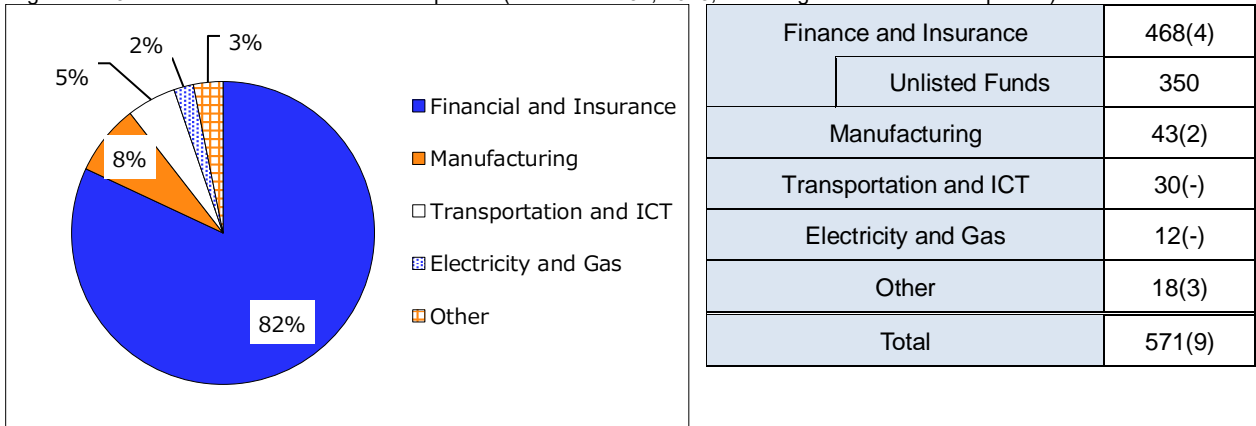 3%
2%
5%
8%
82%
Financial and Insurance
Manufacturing
Transportation and ICT
Electricity and Gas
Other
Finance and Insurance 468(4)
Unlisted Funds 350
Manufacturing 43(2)
Transportation and ICT 30(-)
Electricity and Gas 12(-)
Other 18(3)
Total 571(9)